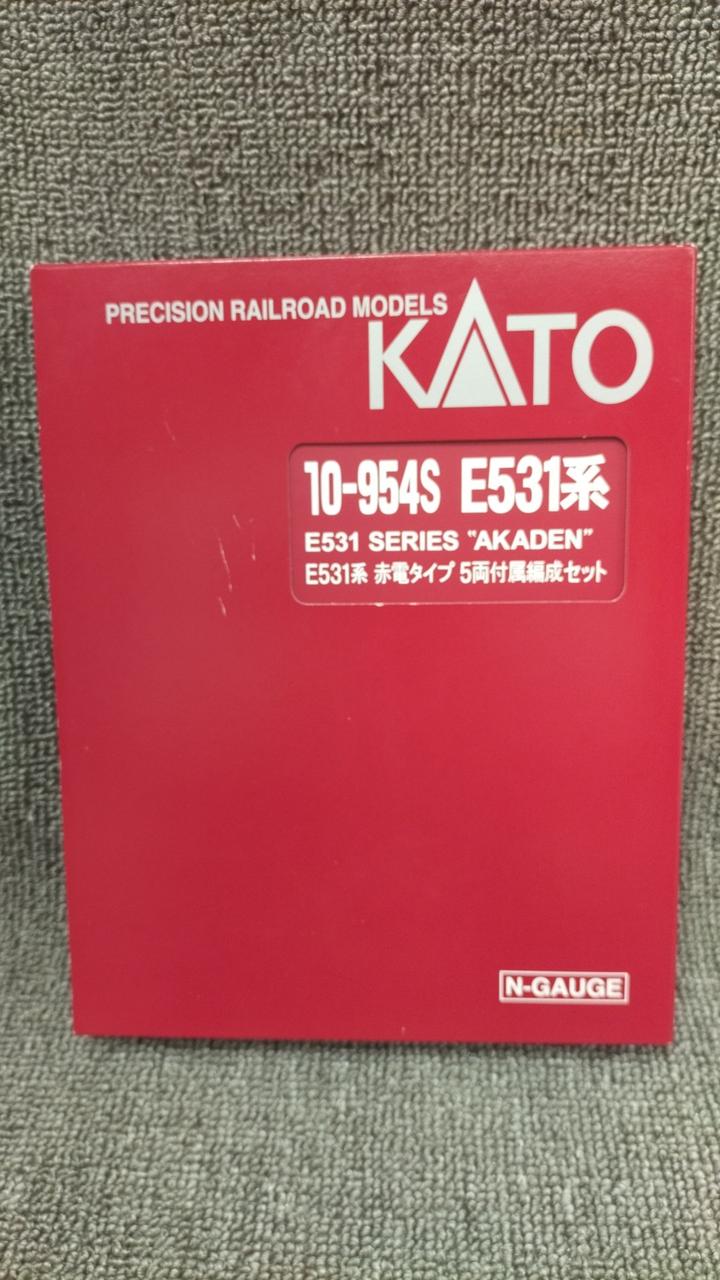 PRECISION RAILROAD MODELS
KATO
10-954S E531系
E531 SERIES "AKADEN"
E531系 赤電タイプ 5両付属編成セット
N-GAUGE